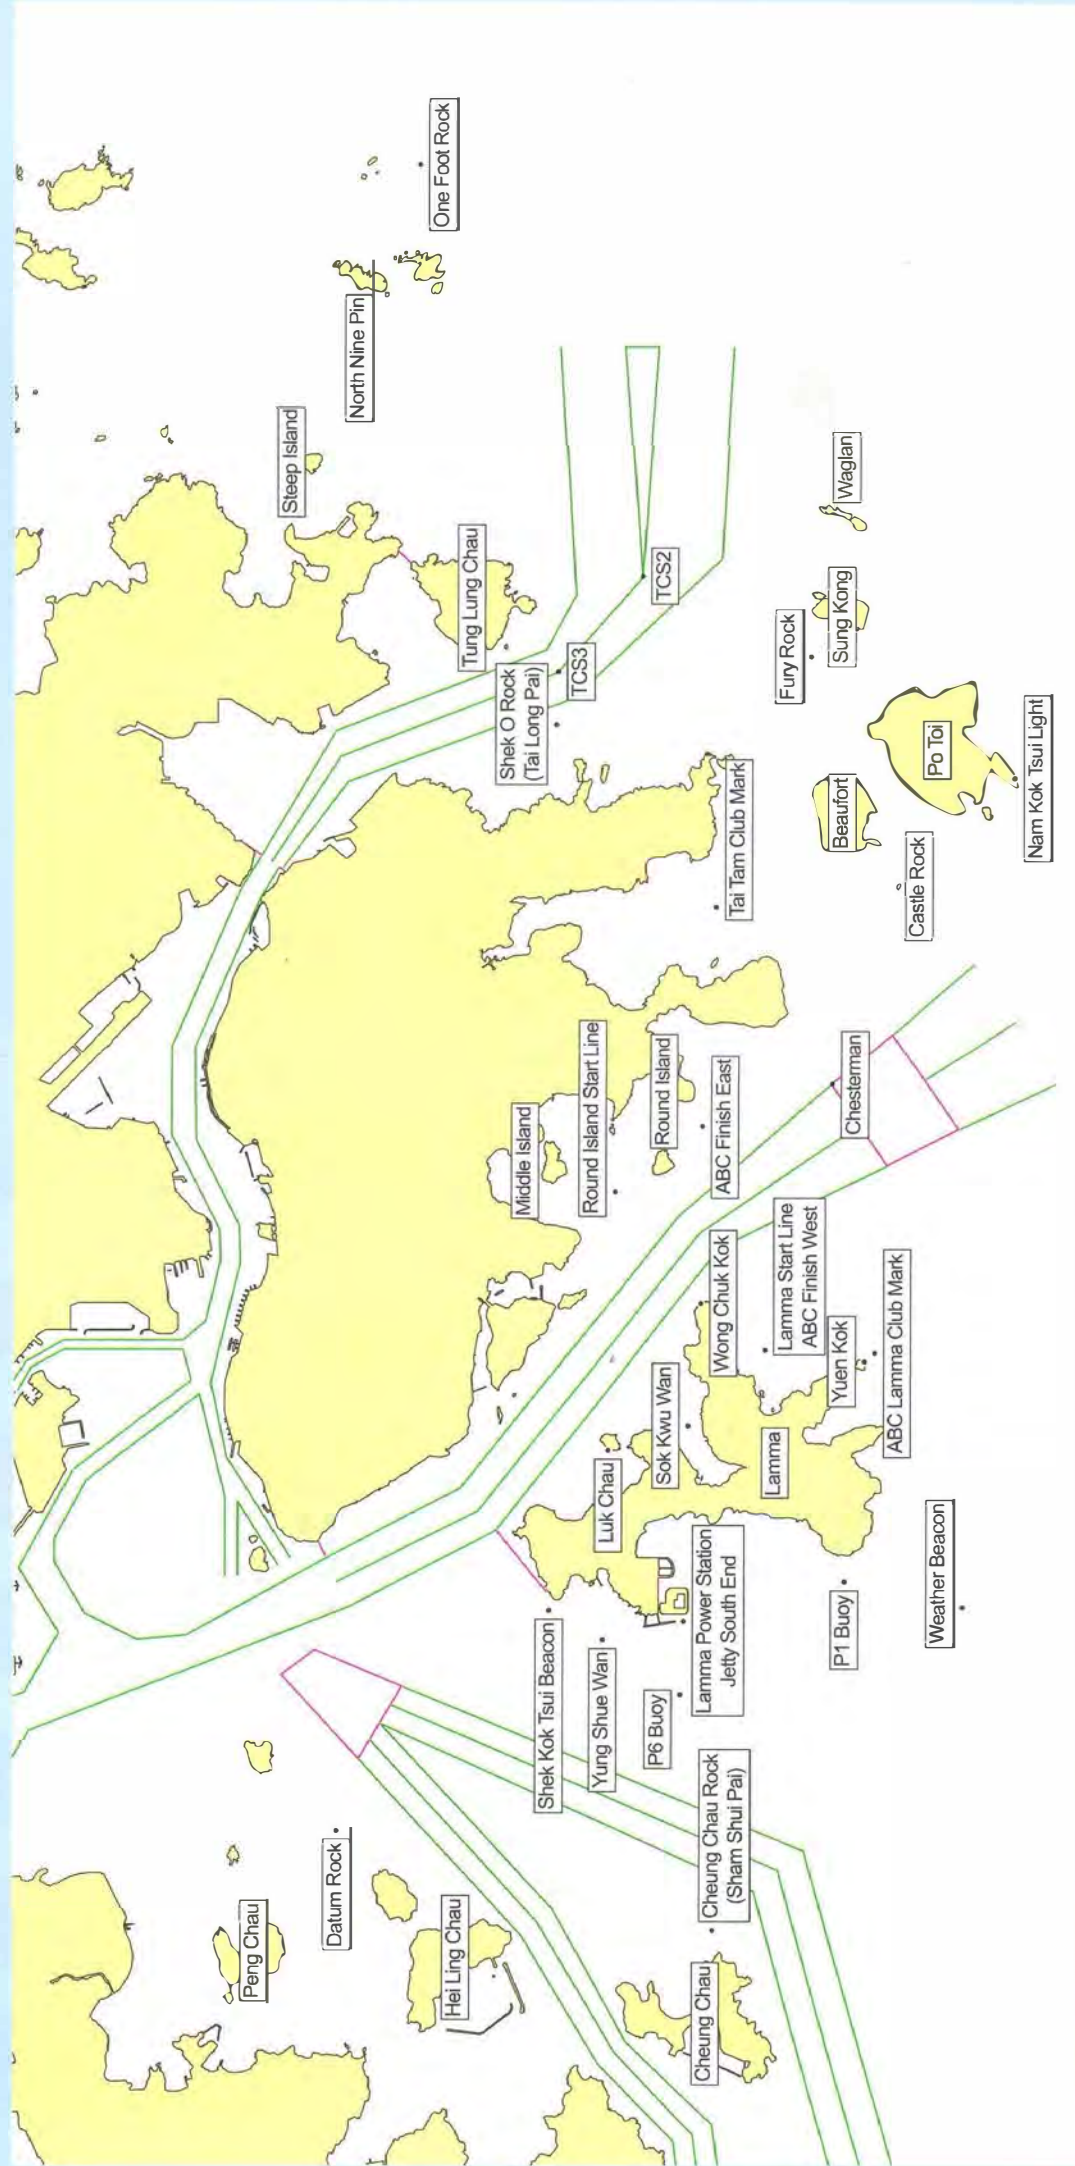 One Foot Rock
North Nine Pin
Steep Island
Waglan
Tung Lung Chau
TCS2
Sung Kong
Fury Rock
TCS3
Shek O Rock
(Tai Long Pai)
Po Toi
Nam Kok Tsui Light
Beaufort
Tai Tam Club Mark
Castle Rock
Round Island Start Line
Round Island
Chesterman
Middle Island
ABC Finish East
Lamma Start Line
ABC Finish West
Wong Chuk Kok
ABC Lamma Club Mark
Yuen Kok
Sok Kwu Wan
Lamma
Luk Chau
Weather Beacon
Lamma Power Station
Jetty South End
P1 Buoy
Shek Kok Tsui Beacon
Yung Shue Wan
P6 Buoy
Cheung Chau Rock
(Sham Shui Pai)
Datum Rock
Peng Chau
Hei Ling Chau
Cheung Chau